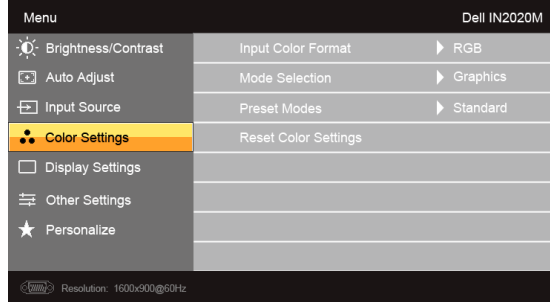 Menu Dell IN2020M
Brightness/Contrast Input Color Format RGB
Auto Adjust Mode Selection Graphics
Input Source Preset Modes Standard
Color Settings Reset Color Settings
Display Settings
Other Settings
Personalize
Resolution: 1600x900@60Hz